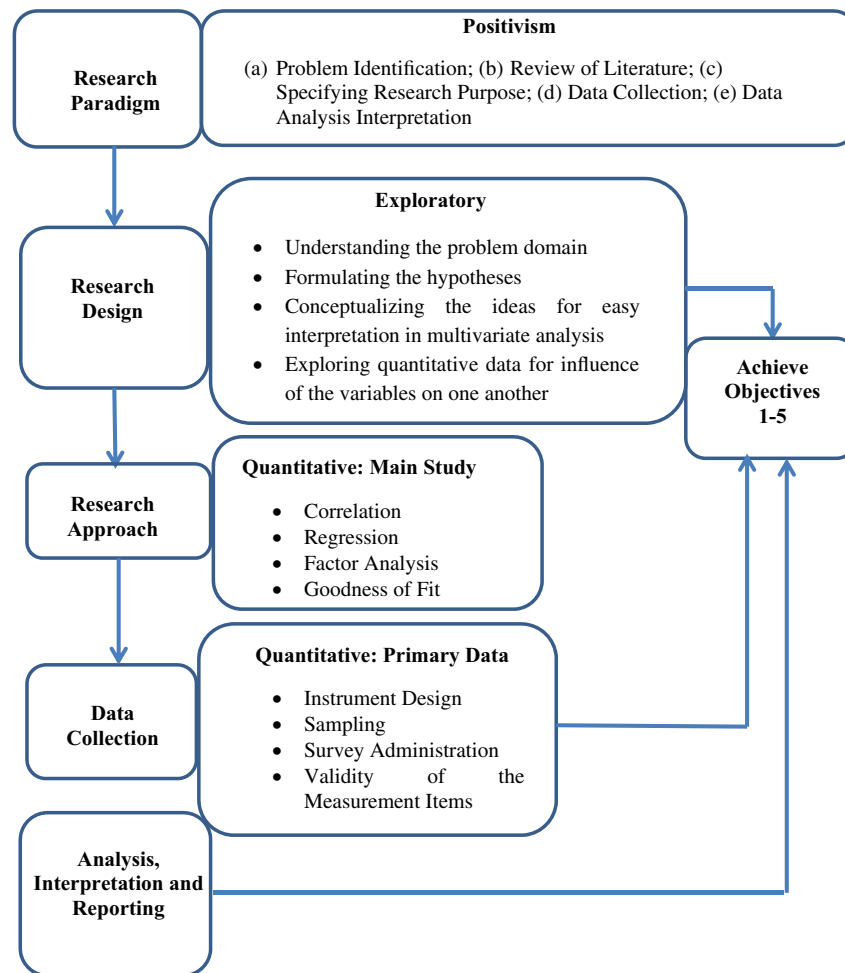 Research
Paradigm
Positivism
(a) Problem Identification; (b) Review of Literature; (c)
Specifying Research Purpose; (d) Data Collection; (e) Data
Analysis Interpretation
Research
Design
Exploratory
• Understanding the problem domain
• Formulating the hypotheses
• Conceptualizing the ideas for easy
interpretation in multivariate analysis
• Exploring quantitative data for influence
of the variables on one another
Achieve
Objectives
1-5
Research
Approach
Quantitative: Main Study
• Correlation
• Regression
• Factor Analysis
• Goodness of Fit
Data
Collection
Quantitative: Primary Data
• Instrument Design
• Sampling
• Survey Administration
• Validity of the
Measurement Items
Analysis,
Interpretation and
Reporting